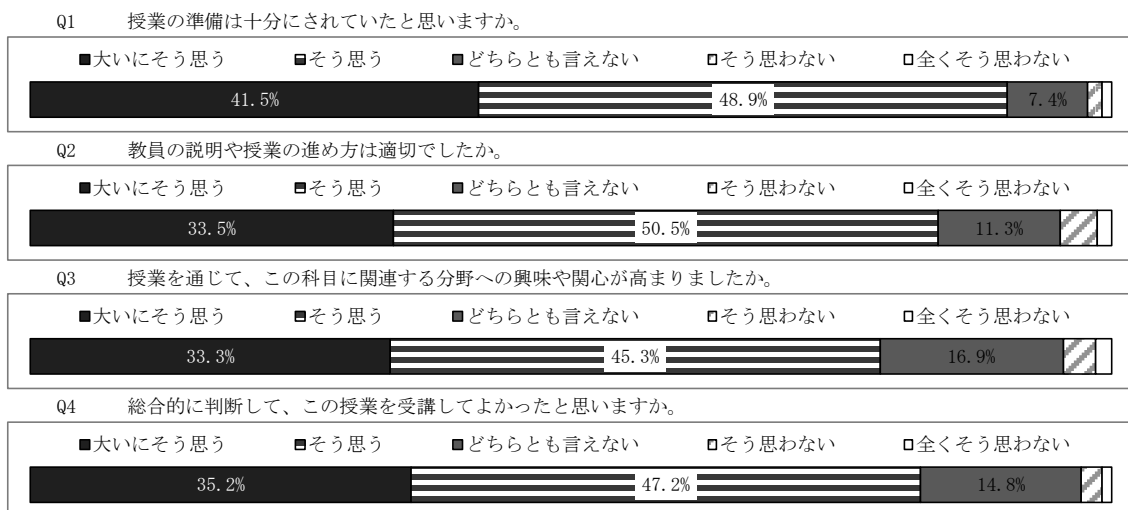 Q1 授業の準備は十分にされていたと思いますか。
■大いにそう思う ■そう思う ■どちらとも言えない □そう思わない □全くそう思わない
41.5% 48.9% 7.4%
Q2 教員の説明や授業の進め方は適切でしたか。
■大いにそう思う ■そう思う ■どちらとも言えない □そう思わない □全くそう思わない
33.5% 50.5% 11.3%
Q3 授業を通じて、この科目に関連する分野への興味や関心が高まりましたか。
■大いにそう思う ■そう思う ■どちらとも言えない □そう思わない □全くそう思わない
33.3% 45.3% 16.9%
Q4 総合的に判断して、この授業を受講してよかったと思いますか。
■大いにそう思う ■そう思う ■どちらとも言えない □そう思わない □全くそう思わない
35.2% 47.2% 14.8%